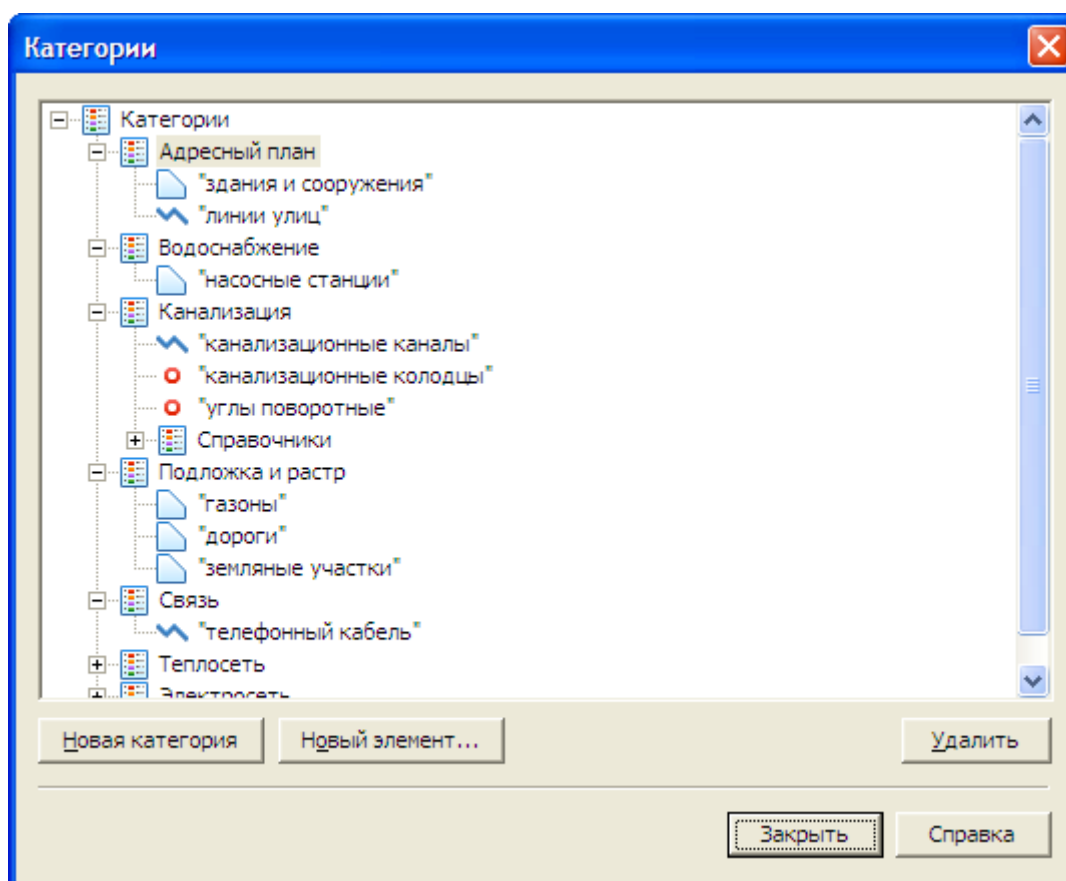 Категории
Категории
Адресный план
"здания и сооружения"
"линии улиц"
Водоснабжение
"насосные станции"
Канализация
"канализационные каналы"
"канализационные колодцы"
"углы поворотные"
Справочники
Подложка и растр
"газоны"
"дороги"
"земляные участки"
Связь
"телефонный кабель"
Теплосеть
Электросеть
Новая категория Новый элемент... Удалить
Закрыть Справка